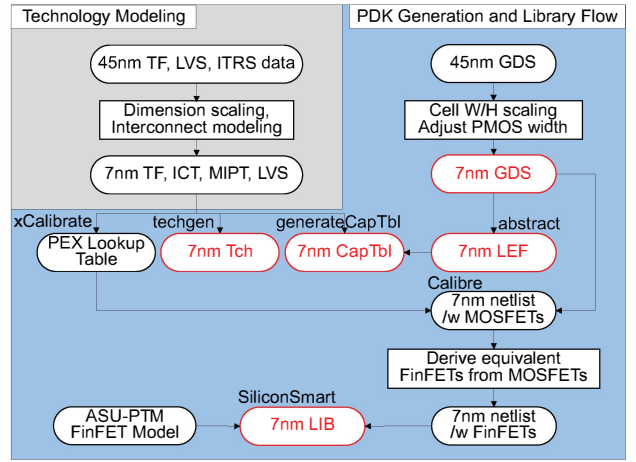 Technology Modeling
PDK Generation and Library Flow
45nm TF, LVS, ITRS data
45nm GDS
Dimension scaling,
Interconnect modeling
Cell W/H scaling
Adjust PMOS width
7nm TF, ICT, MIPT, LVS
7nm GDS
xCalibrate
techgen
generateCapTbl
abstract
PEX Lookup
Table
7nm Tch
7nm CapTbl
7nm LEF
Calibre
7nm netlist
/w MOSFETs
Derive equivalent
FinFETs from MOSFETs
SiliconSmart
ASU-PTM
FinFET Model
7nm LIB
7nm netlist
/w FinFETs